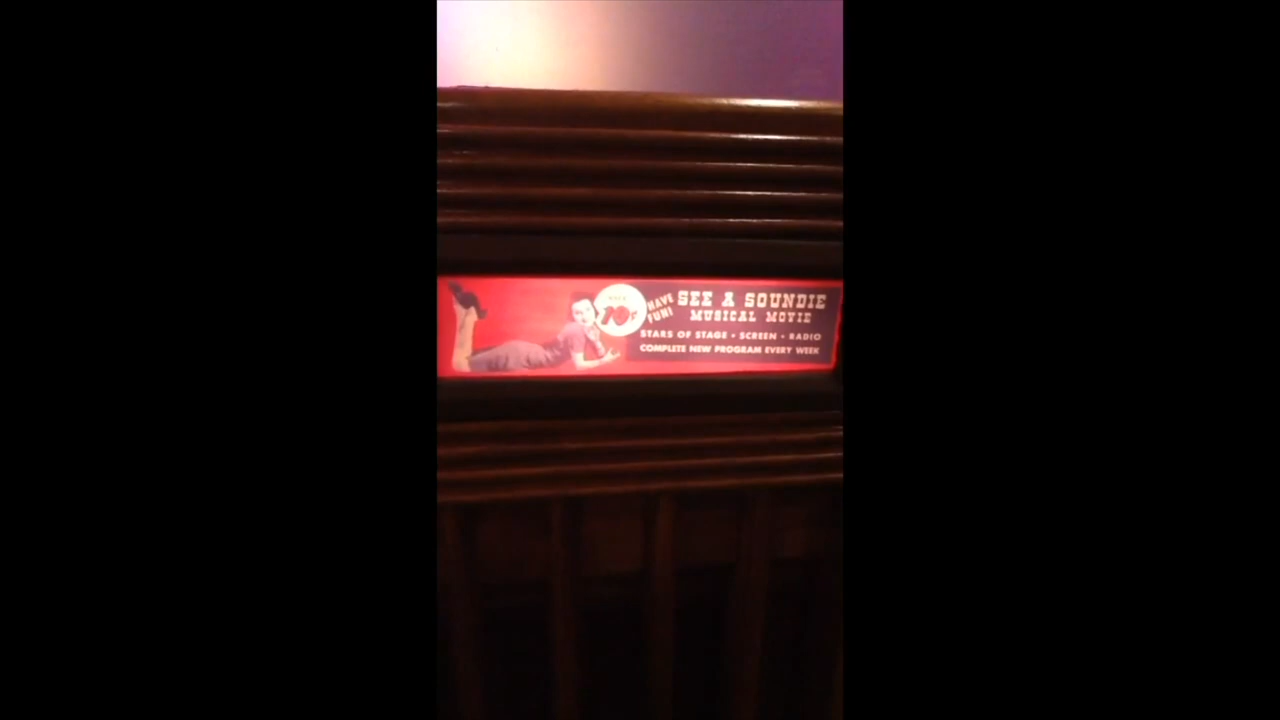 10¢
HAVE
FUN!
SEE A SOUNDIE
MUSICAL MOVIE
STARS OF STAGE • SCREEN • RADIO
COMPLETE NEW PROGRAM EVERY WEEK